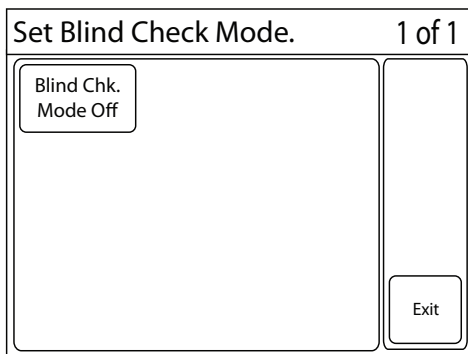 Set Blind Check Mode. 1 of 1
Blind Chk.
Mode Off
Exit